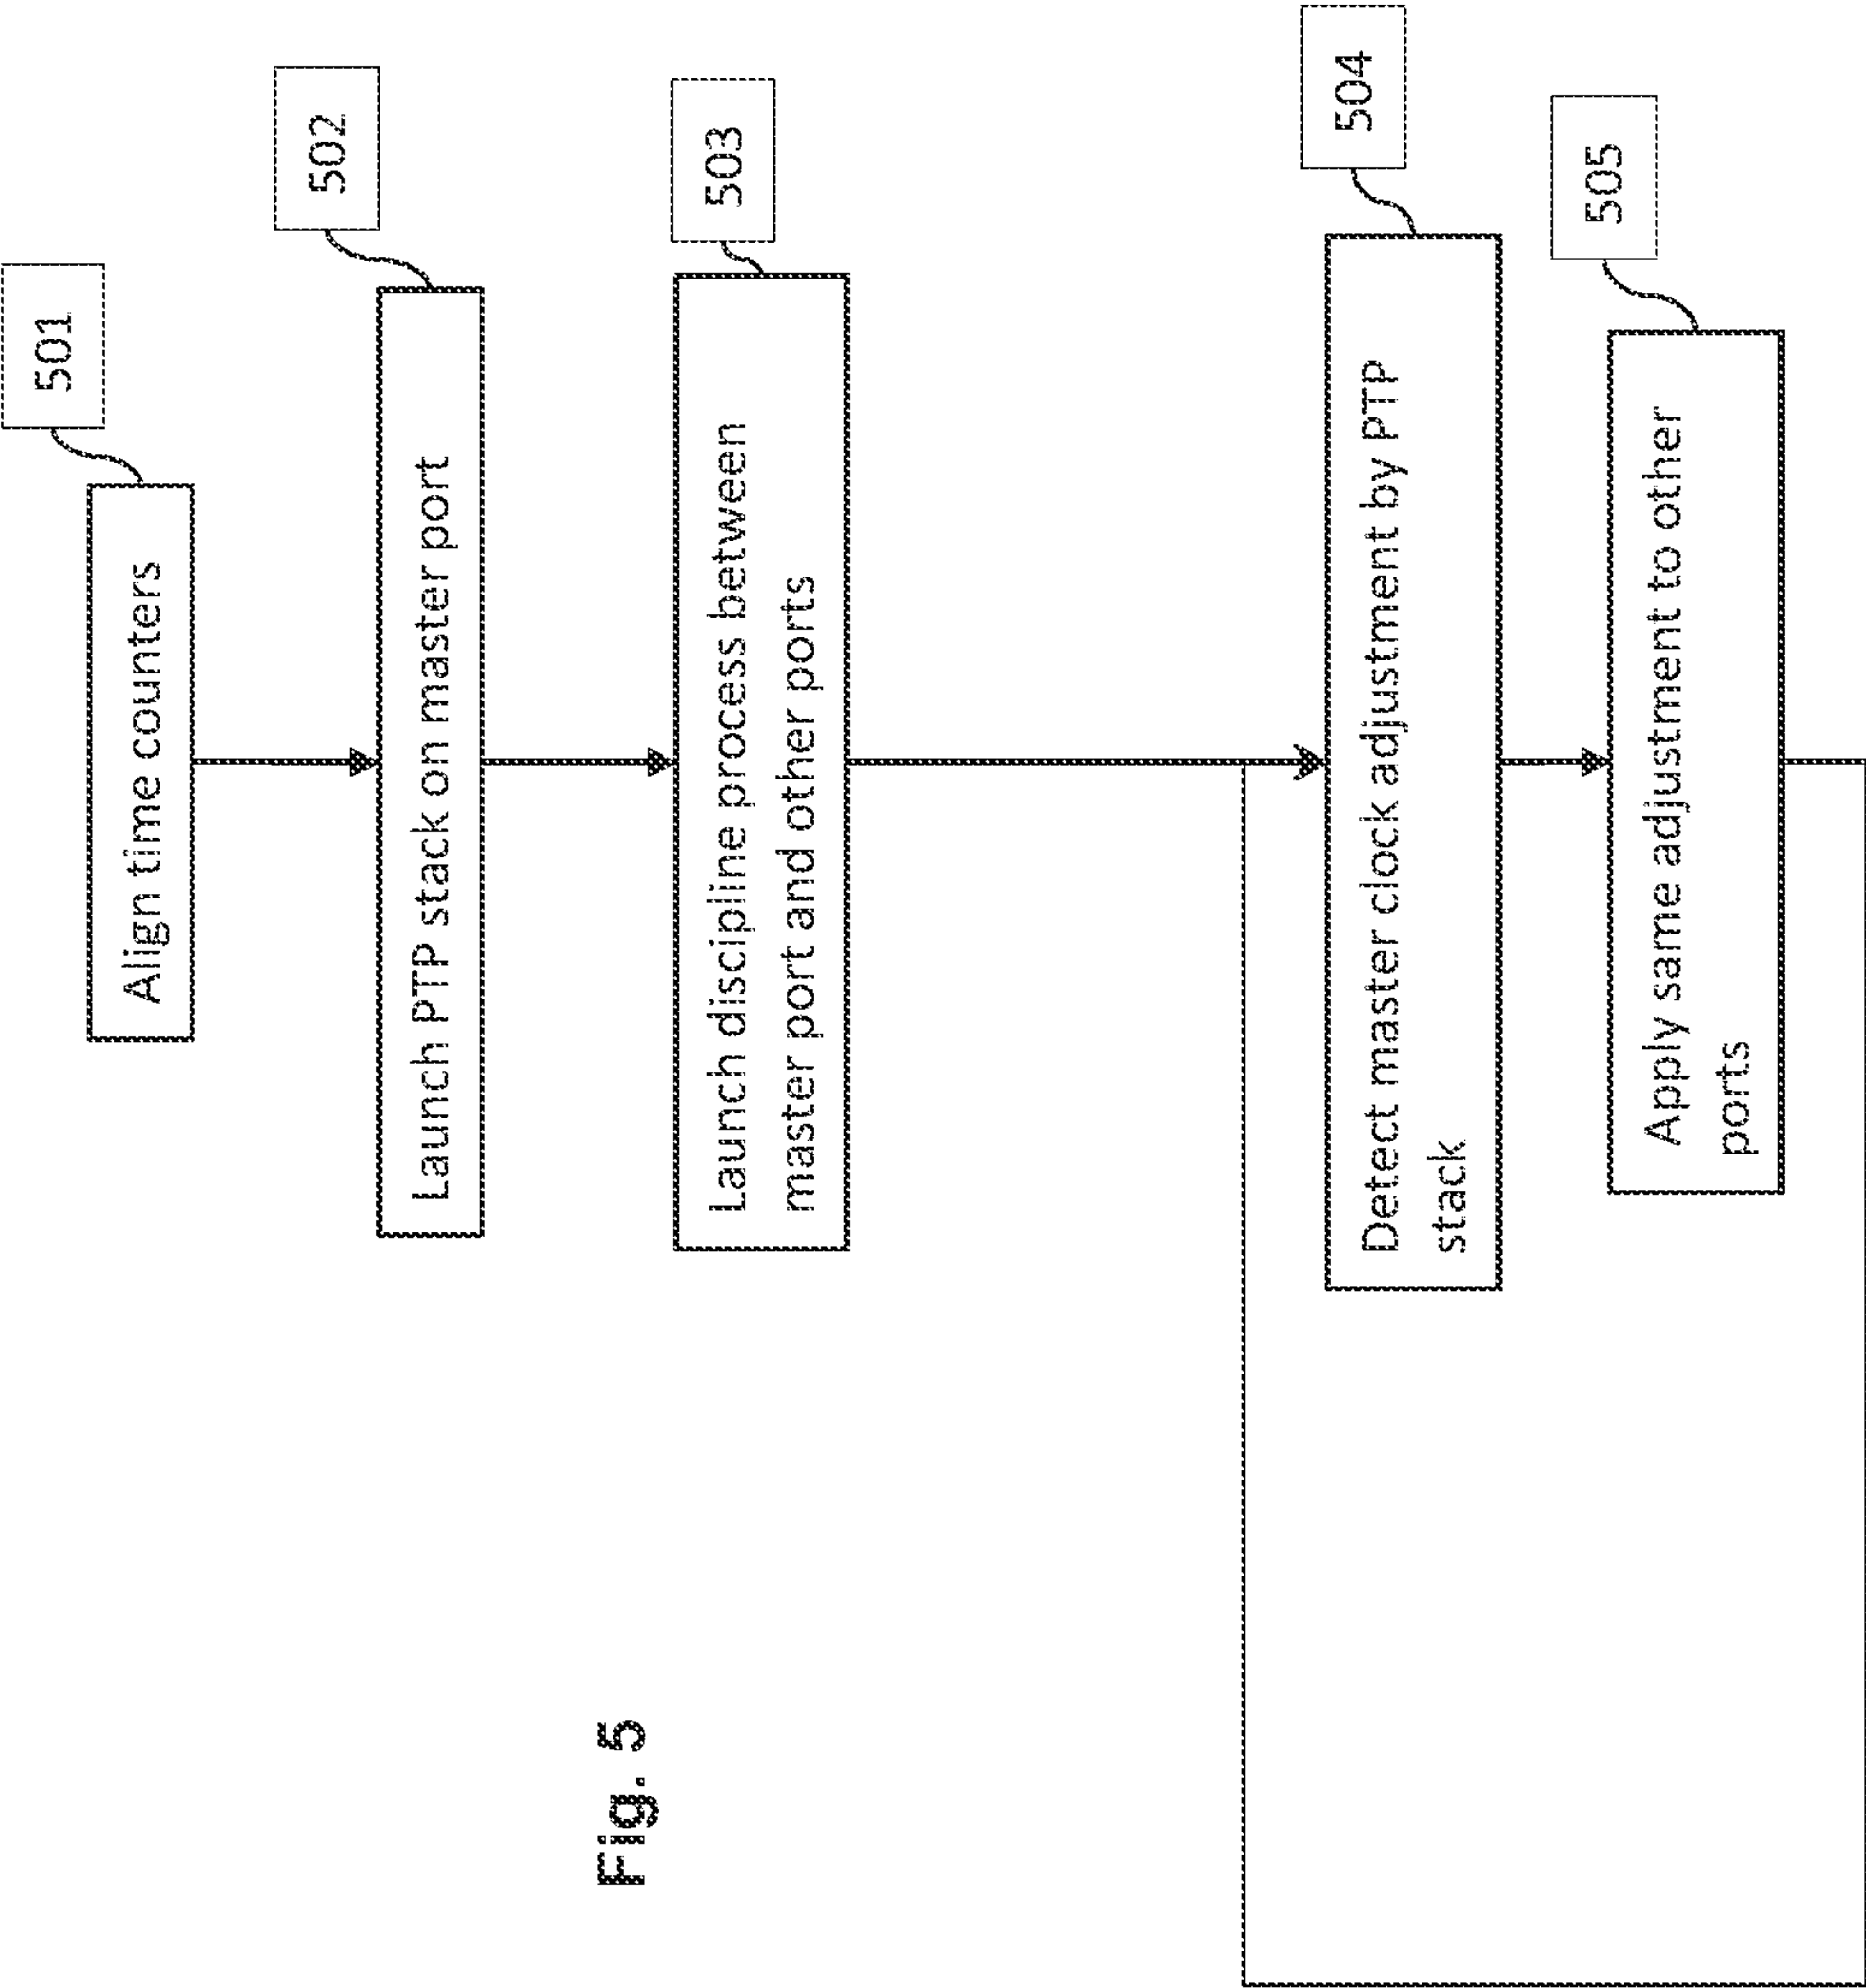 501
Align time counters
502
Launch PTP stack on master port
503
Launch discipline process between
master port and other ports
504
Detect master clock adjustment by PTP
stack
505
Apply same adjustment to other
ports
Fig. 5